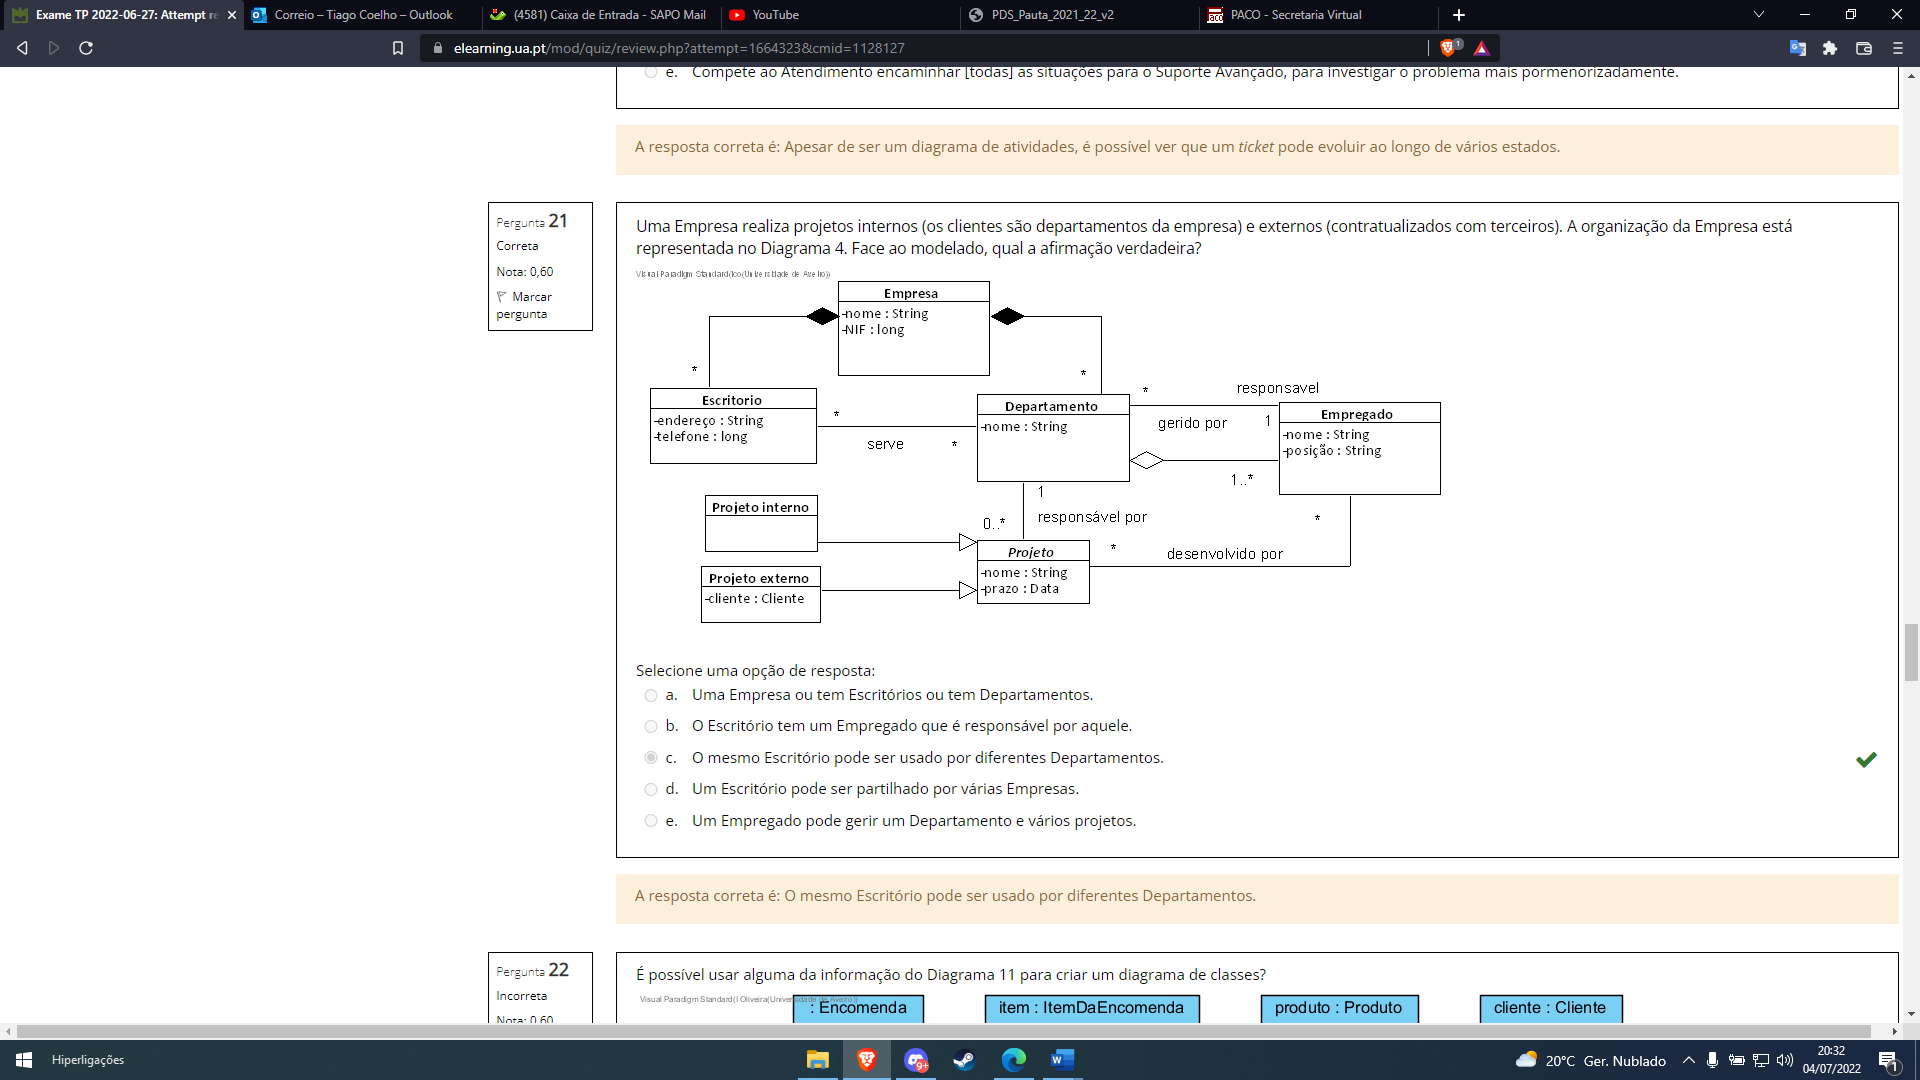 Exame TP 2022-06-27: Attempt re
Correio – Tiago Coelho – Outlook
(4581) Caixa de Entrada - SAPO Mail
YouTube
PDS_Pauta_2021_22_v2
PACO - Secretaria Virtual
elearning.ua.pt/mod/quiz/review.php?attempt=1664323&cmid=1128127
e. Compete ao Atendimento encaminhar [todas] as situações para o Suporte Avançado, para investigar o problema mais pormenorizadamente.
A resposta correta é: Apesar de ser um diagrama de atividades, é possível ver que um ticket pode evoluir ao longo de vários estados.
Pergunta 21
Correta
Nota: 0,60
Marcar
pergunta
Uma Empresa realiza projetos internos (os clientes são departamentos da empresa) e externos (contratualizados com terceiros). A organização da Empresa está
representada no Diagrama 4. Face ao modelado, qual a afirmação verdadeira?
Visual Paradigm Standard(ico(Universidade de Aveiro))
Empresa
-nome : String
-NIF : long
*
*
Escritorio
-endereço : String
-telefone : long
*
serve
*
Departamento
-nome : String
*
responsavel
gerido por
1
1..*
Empregado
-nome : String
-posição : String
1
responsável por
0..*
*
*
desenvolvido por
Projeto interno
Projeto externo
-cliente : Cliente
Projeto
-nome : String
-prazo : Data
Selecione uma opção de resposta:
a. Uma Empresa ou tem Escritórios ou tem Departamentos.
b. O Escritório tem um Empregado que é responsável por aquele.
c. O mesmo Escritório pode ser usado por diferentes Departamentos.
d. Um Escritório pode ser partilhado por várias Empresas.
e. Um Empregado pode gerir um Departamento e vários projetos.
A resposta correta é: O mesmo Escritório pode ser usado por diferentes Departamentos.
Pergunta 22
Incorreta
Nota: 0,60
É possível usar alguma da informação do Diagrama 11 para criar um diagrama de classes?
Visual Paradigm Standard(I Oliveira(Universidade de Aveiro))
: Encomenda
item : ItemDaEncomenda
produto : Produto
cliente : Cliente
Hiperligações
9+
20°C Ger. Nublado
20:32
04/07/2022
1